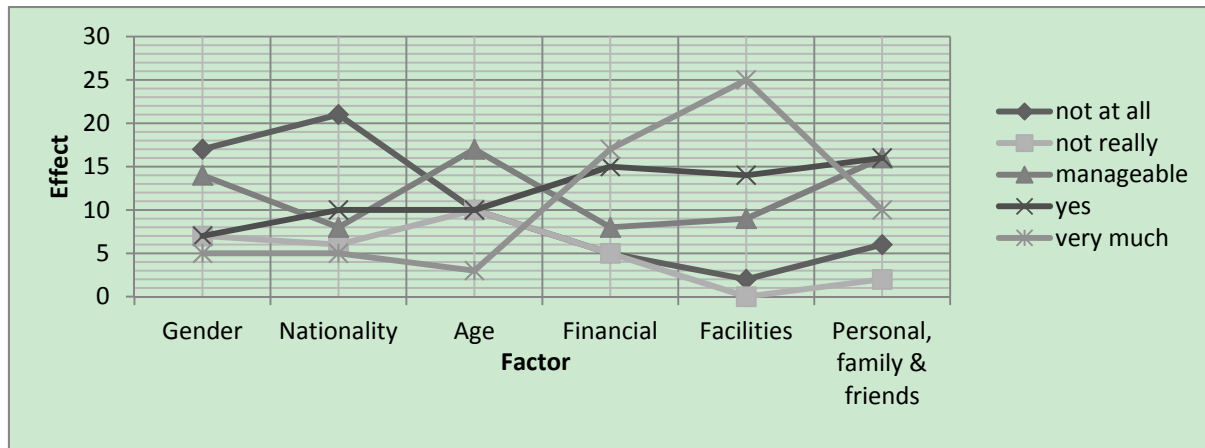 30
25
20
15
10
5
0
Effect
Gender
Nationality
Age
Financial
Facilities
Personal,
family &
friends
Factor
not at all
not really
manageable
yes
very much